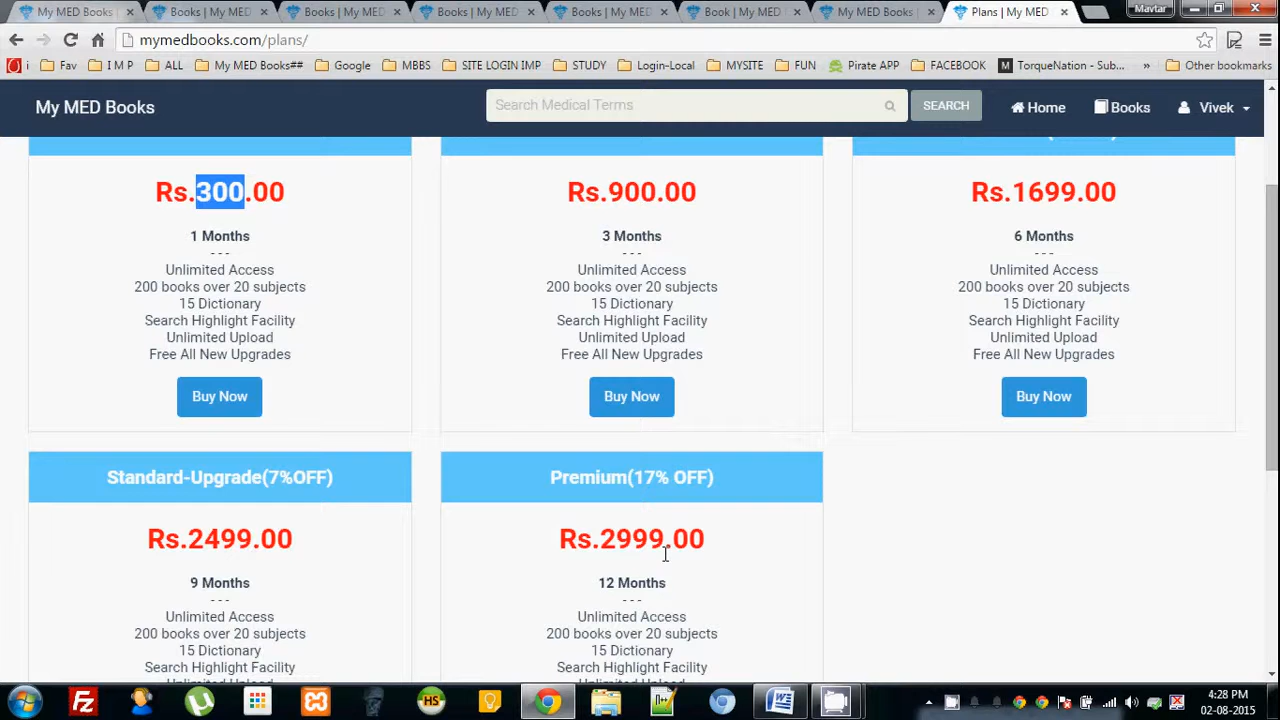 My MED Books
Books | My MED
Books | My MED
Books | My MED
Books | My MED
Book | My MED
My MED Books
Plans | My MED
Mavtar
mymedbooks.com/plans/
i
Fav
I M P
ALL
My MED Books##
Google
MBBS
SITE LOGIN IMP
STUDY
Login-Local
MYSITE
FUN
Pirate APP
FACEBOOK
M TorqueNation - Sub...
»
Other bookmarks
My MED Books
Search Medical Terms
SEARCH
Home
Books
Vivek
Rs.300.00
1 Months
---
Unlimited Access
200 books over 20 subjects
15 Dictionary
Search Highlight Facility
Unlimited Upload
Free All New Upgrades
Buy Now
Rs.900.00
3 Months
---
Unlimited Access
200 books over 20 subjects
15 Dictionary
Search Highlight Facility
Unlimited Upload
Free All New Upgrades
Buy Now
Rs.1699.00
6 Months
---
Unlimited Access
200 books over 20 subjects
15 Dictionary
Search Highlight Facility
Unlimited Upload
Free All New Upgrades
Buy Now
Standard-Upgrade(7%OFF)
Rs.2499.00
9 Months
---
Unlimited Access
200 books over 20 subjects
15 Dictionary
Search Highlight Facility
Premium(17% OFF)
Rs.2999.00
12 Months
---
Unlimited Access
200 books over 20 subjects
15 Dictionary
Search Highlight Facility
Fz
µ
HS
W
4:28 PM
02-08-2015